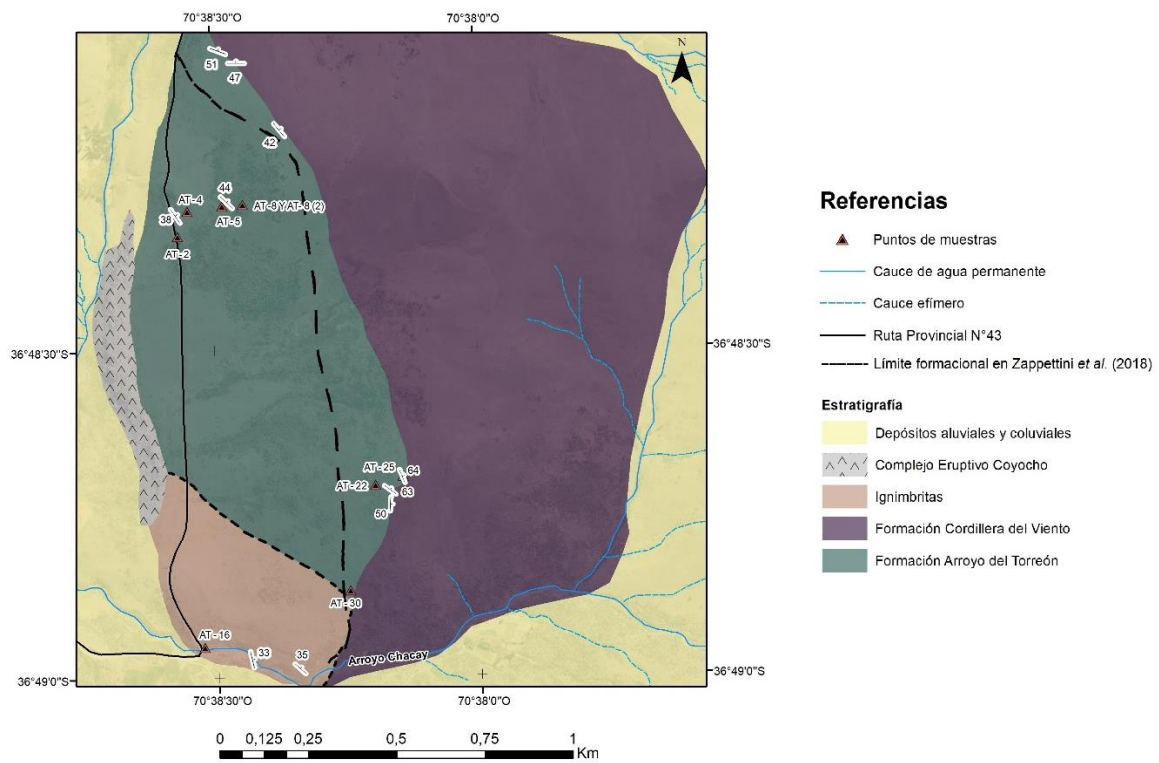 70°38'30"O
70°38'0"O
N
51
47
42
44
AT-4
AT-8 Y AT-8 (2)
38
AT-5
AT-2
36°48'30"S
36°48'30"S
AT-25
64
AT-22
63
50
AT-30
AT-16
33
35
Arroyo Chacay
36°49'0"S
36°49'0"S
70°38'30"O
70°38'0"O
0 0,125 0,25 0,5 0,75 1
Km
Referencias
Puntos de muestras
Cauce de agua permanente
Cauce efímero
Ruta Provincial N°43
Límite formacional en Zappettini et al. (2018)
Estratigrafía
Depósitos aluviales y coluviales
Complejo Eruptivo Coyocho
Ignimbritas
Formación Cordillera del Viento
Formación Arroyo del Torreón